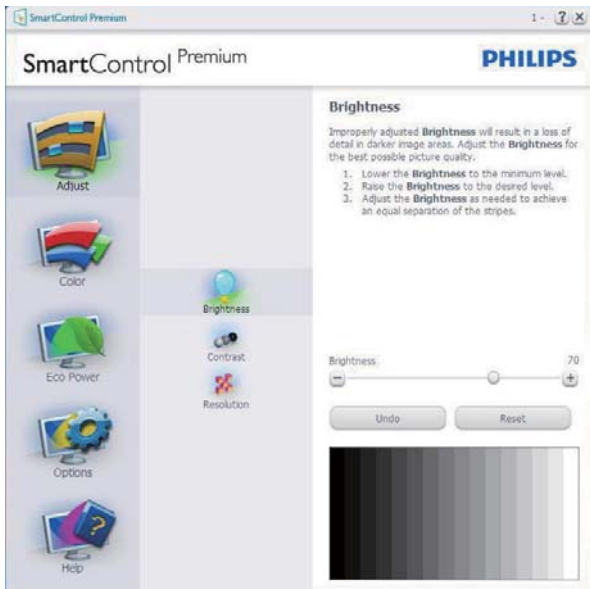 SmartControl Premium
1 - ? X
SmartControl Premium
PHILIPS
Adjust
Color
Eco Power
Options
Help
Brightness
Contrast
Resolution
Brightness
Improperly adjusted Brightness will result in a loss of
detail in darker image areas. Adjust the Brightness for
the best possible picture quality.
1. Lower the Brightness to the minimum level.
2. Raise the Brightness to the desired level.
3. Adjust the Brightness as needed to achieve
an equal separation of the stripes.
Brightness 70
Undo Reset